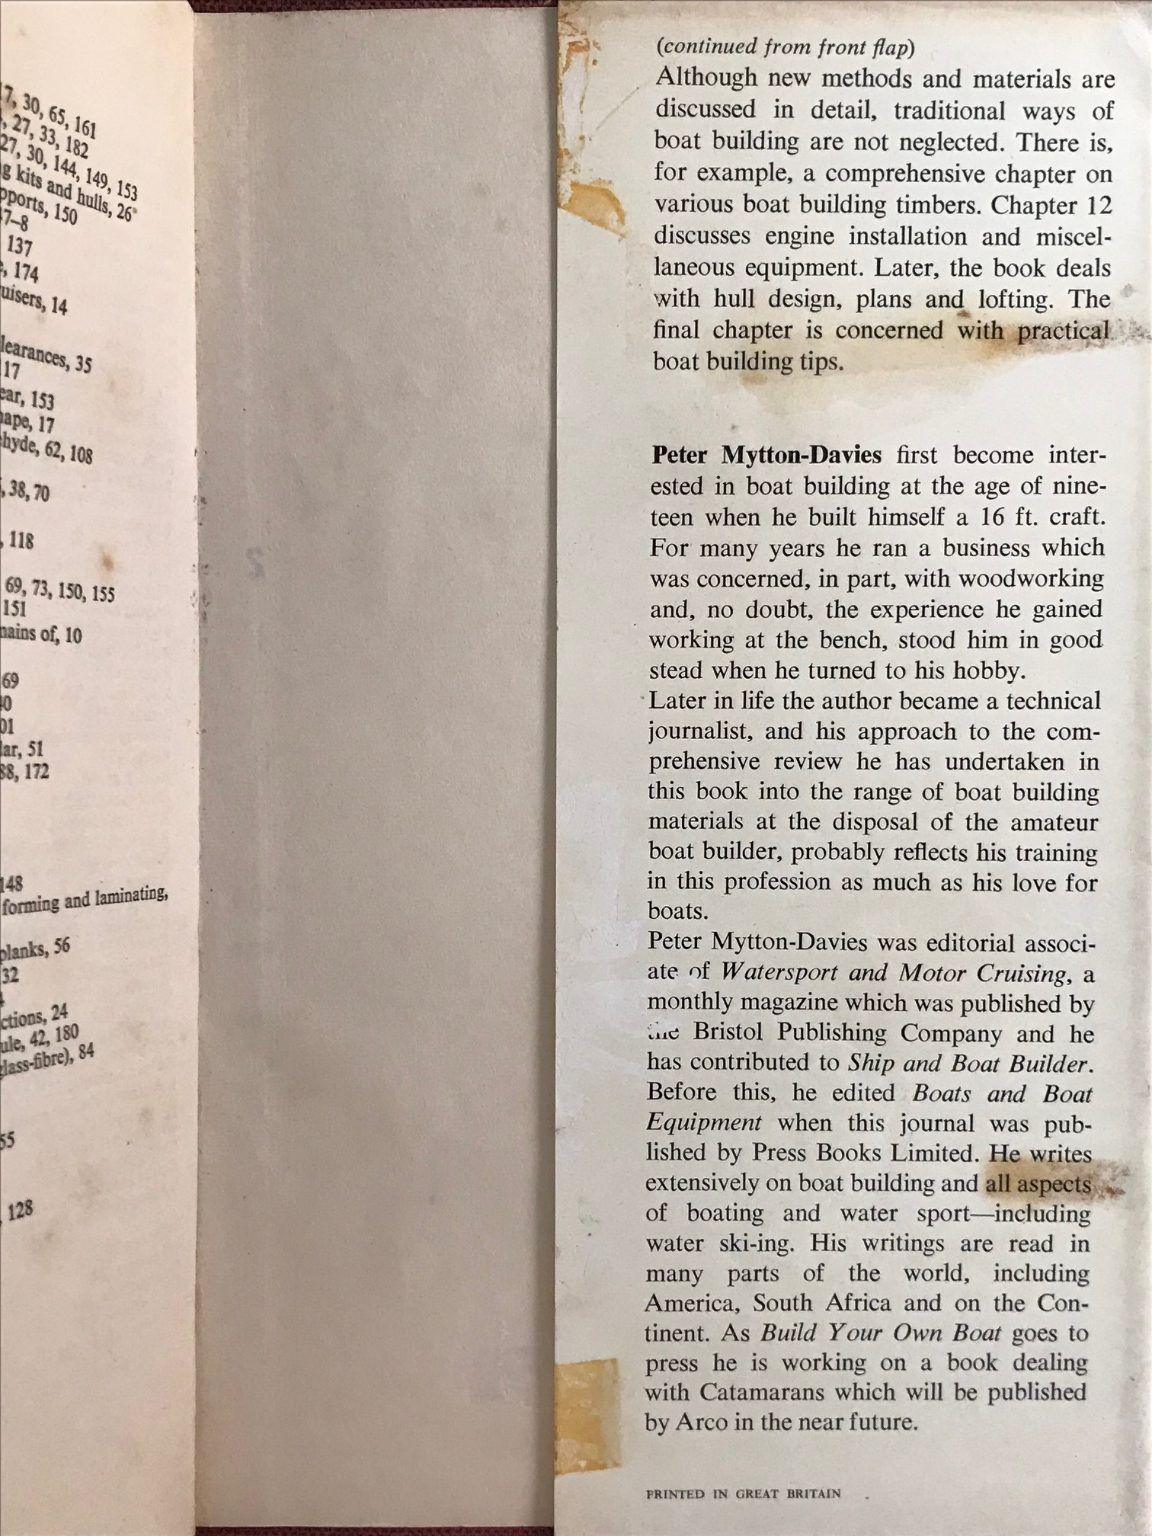 7, 30, 65, 161
, 27, 33, 182
27, 30, 144, 149, 153
g kits and hulls, 26
pports, 150
7–8
137
, 174
uisers, 14
learances, 35
17
ear, 153
hape, 17
hyde, 62, 108
, 38, 70
, 118
69, 73, 150, 155
151
mains of, 10
69
01
lar, 51
88, 172
148
forming and laminating,
planks, 56
32
ctions, 24
ule, 42, 180
glass-fibre), 84
55
128
(continued from front flap)
Although new methods and materials are
discussed in detail, traditional ways of
boat building are not neglected. There is,
for example, a comprehensive chapter on
various boat building timbers. Chapter 12
discusses engine installation and miscel-
laneous equipment. Later, the book deals
with hull design, plans and lofting. The
final chapter is concerned with practical
boat building tips.
Peter Mytton-Davies first become inter-
ested in boat building at the age of nine-
teen when he built himself a 16 ft. craft.
For many years he ran a business which
was concerned, in part, with woodworking
and, no doubt, the experience he gained
working at the bench, stood him in good
stead when he turned to his hobby.
Later in life the author became a technical
journalist, and his approach to the com-
prehensive review he has undertaken in
this book into the range of boat building
materials at the disposal of the amateur
boat builder, probably reflects his training
in this profession as much as his love for
boats.
Peter Mytton-Davies was editorial associ-
ate of Watersport and Motor Cruising, a
monthly magazine which was published by
the Bristol Publishing Company and he
has contributed to Ship and Boat Builder.
Before this, he edited Boats and Boat
Equipment when this journal was pub-
lished by Press Books Limited. He writes
extensively on boat building and all aspects
of boating and water sport—including
water ski-ing. His writings are read in
many parts of the world, including
America, South Africa and on the Con-
tinent. As Build Your Own Boat goes to
press he is working on a book dealing
with Catamarans which will be published
by Arco in the near future.
PRINTED IN GREAT BRITAIN